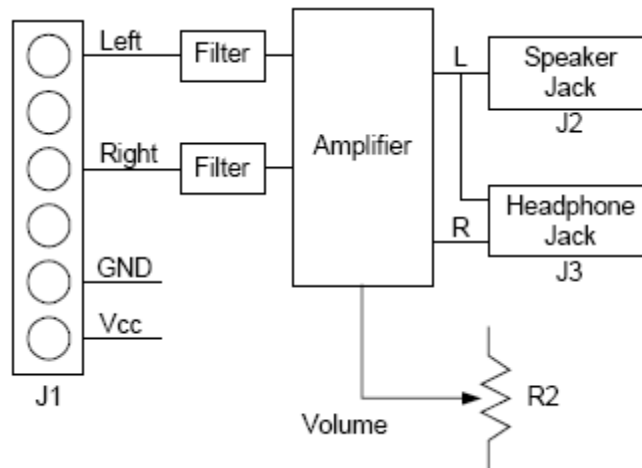 Left
Filter
Right
Filter
GND
Vcc
J1
Amplifier
L
R
Speaker
Jack
J2
Headphone
Jack
J3
Volume
R2